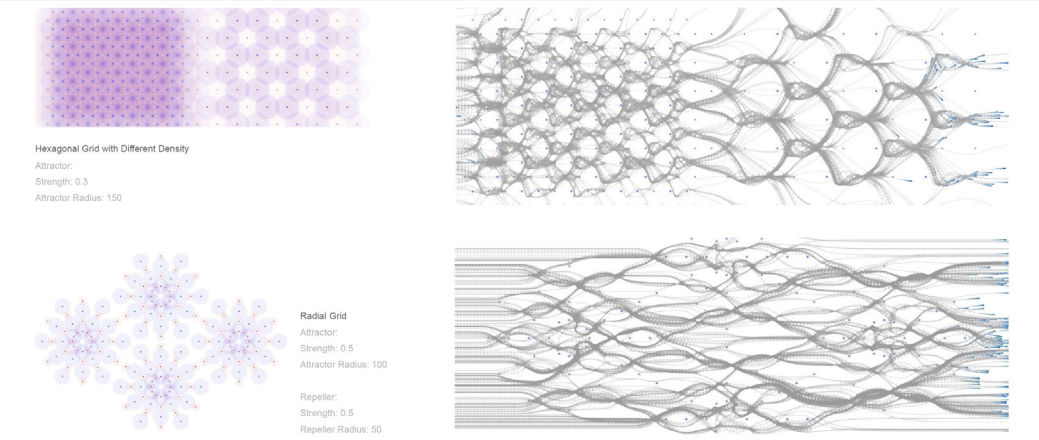 Hexagonal Grid with Different Density
Attractor:
Strength: 0.3
Attractor Radius: 150
Radial Grid
Attractor:
Strength: 0.5
Attractor Radius: 100
Repeller:
Strength: 0.5
Repeller Radius: 50